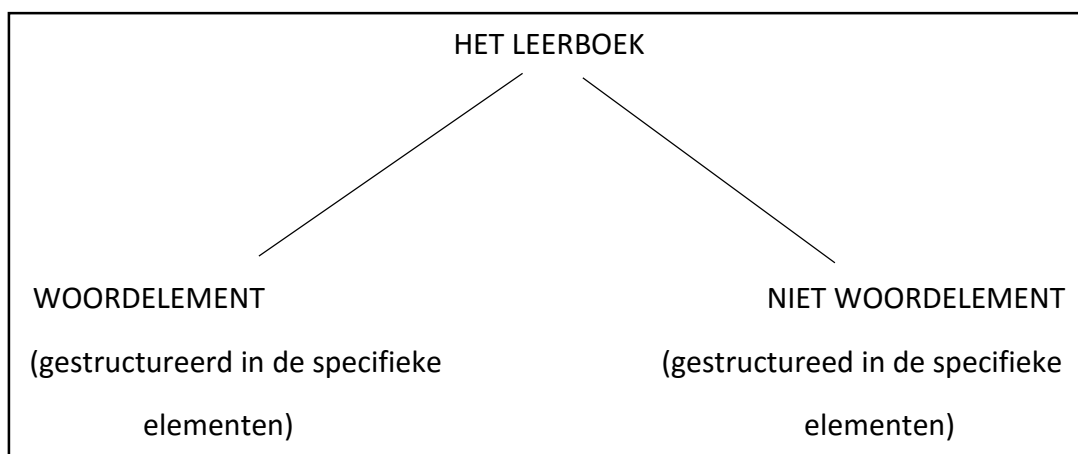 HET LEERBOEK
WOORDELEMENT
NIET WOORDELEMENT
(gestructureerd in de specifieke
elementen)
(gestructureed in de specifieke
elementen)